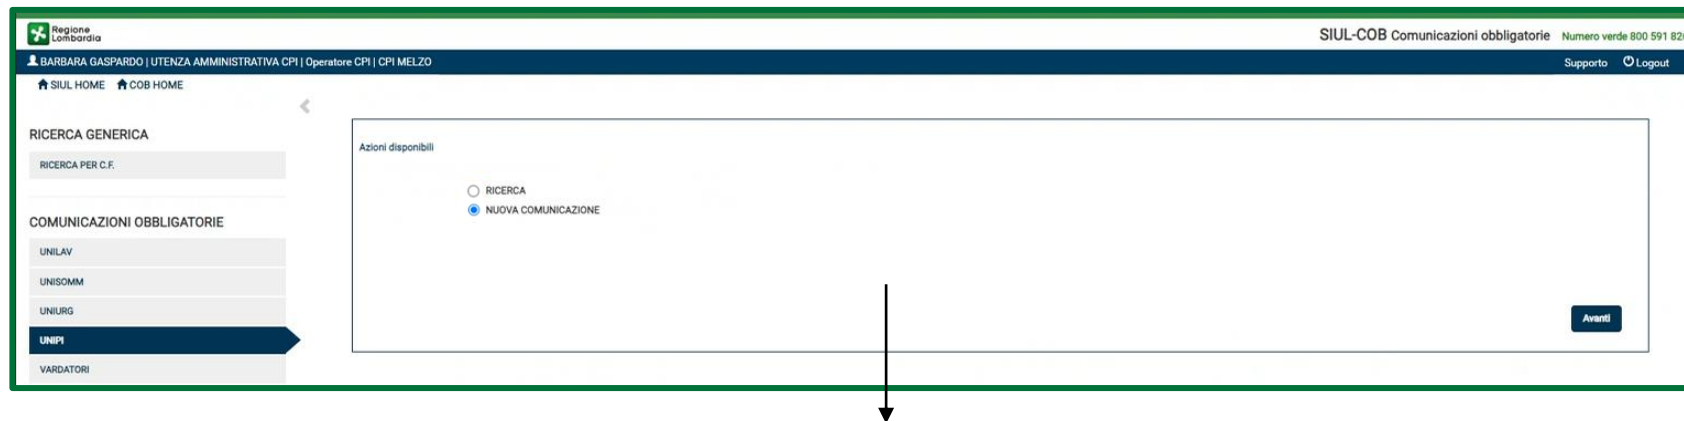 Regione
Lombardia
SIUL-COB Comunicazioni obbligatorie Numero verde 800 591 826
BARBARA GASPARDO | UTENZA AMMINISTRATIVA CPI | Operatore CPI | CPI MELZO
Supporto Logout
SIUL HOME COB HOME
RICERCA GENERICA
RICERCA PER C.F.
COMUNICAZIONI OBBLIGATORIE
UNILAV
UNISOMM
UNIURG
UNIPI
VARDATORI
Azioni disponibili
RICERCA
NUOVA COMUNICAZIONE
Avanti